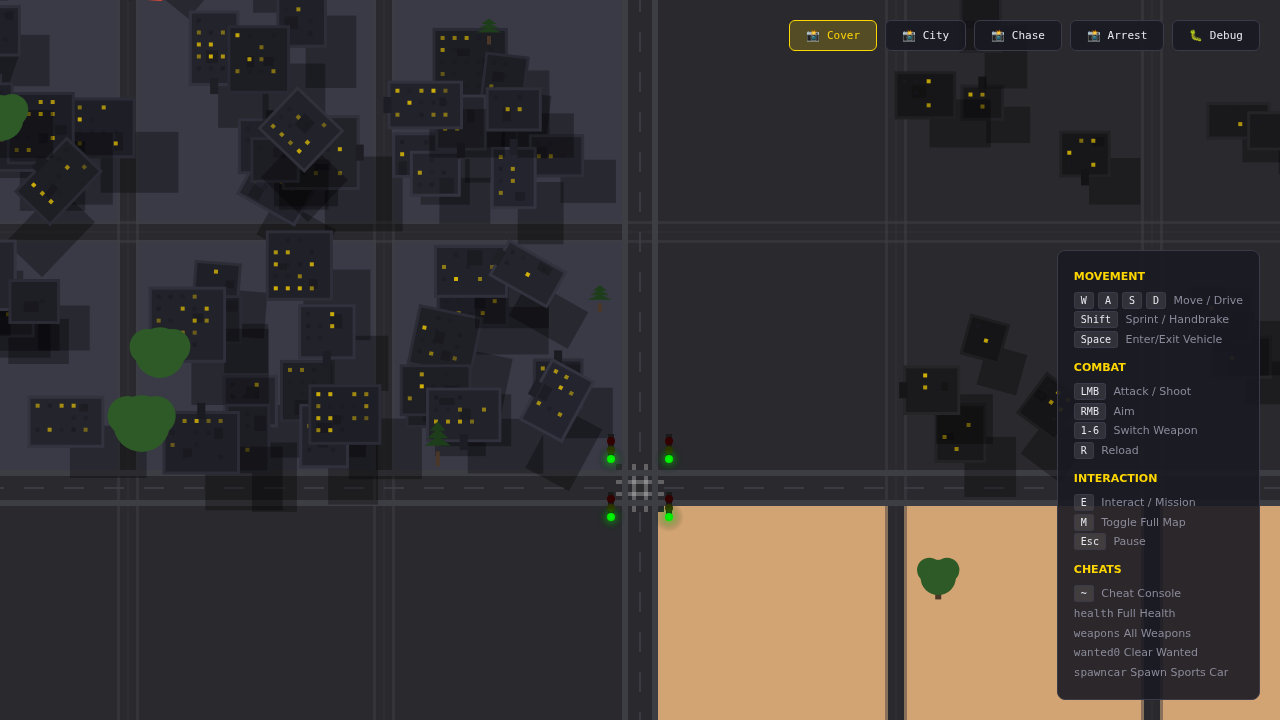 📸 Cover 📸 City 📸 Chase 📸 Arrest 🐛 Debug
MOVEMENT
W A S D Move / Drive
Shift Sprint / Handbrake
Space Enter/Exit Vehicle
COMBAT
LMB Attack / Shoot
RMB Aim
1-6 Switch Weapon
R Reload
INTERACTION
E Interact / Mission
M Toggle Full Map
Esc Pause
CHEATS
~ Cheat Console
health Full Health
weapons All Weapons
wanted0 Clear Wanted
spawncar Spawn Sports Car